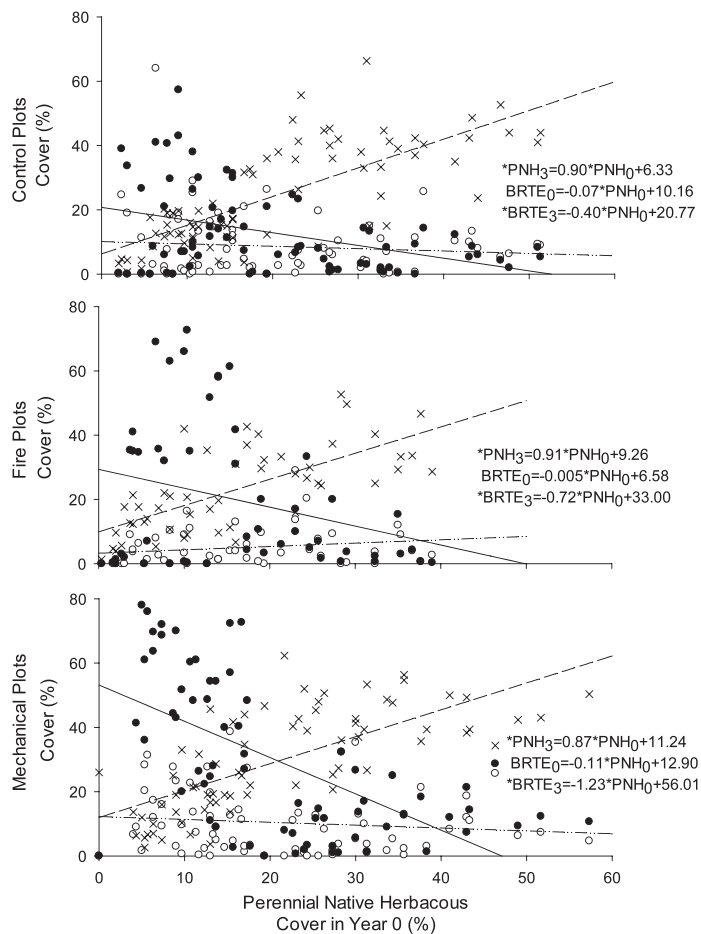 80
60
40
20
0
Control Plots
Cover (%)
*PNH3=0.90*PNH0+6.33
BRTE0=-0.07*PNH0+10.16
*BRTE3=-0.40*PNH0+20.77
80
60
40
20
0
Fire Plots
Cover (%)
*PNH3=0.91*PNH0+9.26
BRTE0=-0.005*PNH0+6.58
*BRTE3=-0.72*PNH0+33.00
80
60
40
20
0
Mechanical Plots
Cover (%)
*PNH3=0.87*PNH0+11.24
BRTE0=-0.11*PNH0+12.90
*BRTE3=-1.23*PNH0+56.01
0 10 20 30 40 50 60
Perennial Native Herbacous
Cover in Year 0 (%)